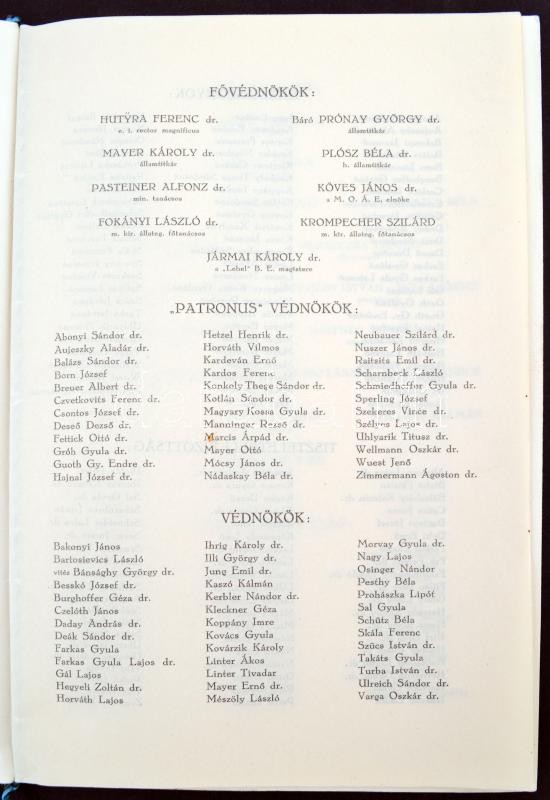 FŐVÉDNÖKÖK:
HUTŸRA FERENC dr.
e. i. rector magnificus
Báró PRÓNAY GYÖRGY dr.
államtitkár
MAYER KÁROLY dr.
államtitkár
PLÓSZ BÉLA dr.
h. államtitkár
PASTEINER ALFONZ dr.
min. tanácsos
KÖVES JÁNOS dr.
a M. O. Á. E. elnöke
FOKÁNYI LÁSZLÓ dr.
m. kir. állateg. főtanácsos
KROMPECHER SZILÁRD
m. kir. állateg. főtanácsos
JÁRMAI KÁROLY dr.
a „Lehel" B. E. magistere
„PATRONUS" VÉDNÖKÖK:
Abonyi Sándor dr.
Aujeszky Aladár dr.
Balázs Sándor dr.
Born József
Breuer Albert dr.
Czvetkovits Ferenc dr.
Csontos József dr.
Deseő Dezső dr.
Fettick Ottó dr.
Gróh Gyula dr.
Guoth Gy. Endre dr.
Hajnal József dr.
Hetzel Henrik dr.
Horváth Vilmos
Kardeván Ernő
Kardos Ferenc
Konkoly Thege Sándor dr.
Kotlán Sándor dr.
Magyary Kossa Gyula dr.
Manninger Rezső dr.
Marcis Árpád dr.
Mayer Ottó
Mócsy János dr.
Nádaskay Béla dr.
Neubauer Szilárd dr.
Nuszer János dr.
Raitsits Emil dr.
Scharnbeck László
Schmiedhoffer Gyula dr.
Sperling József
Szekeres Vince dr.
Szélyes Lajos dr.
Uhlyarik Titusz dr.
Wellmann Oszkár dr.
Wuest Jenő
Zimmermann Ágoston dr.
VÉDNÖKÖK:
Bakonyi János
Bartosievics László
vitéz Bánsághy György dr.
Besskó József dr.
Burghoffer Géza dr.
Czelóth János
Daday András dr.
Deák Sándor dr.
Farkas Gyula
Farkas Gyula Lajos dr.
Gál Lajos
Hegyeli Zoltán dr.
Horváth Lajos
Ihrig Károly dr.
Illi György dr.
Jung Emil dr.
Kaszó Kálmán
Kerbler Nándor dr.
Kleckner Géza
Koppány Imre
Kovács Gyula
Kovárzik Károly
Linter Ákos
Linter Tivadar
Mayer Ernő dr.
Mészöly László
Morvay Gyula dr.
Nagy Lajos
Osinger Nándor
Pesthy Béla
Prohászka Lipót
Sal Gyula
Schütz Béla
Skála Ferenc
Szücs István dr.
Takáts Gyula
Turba István dr.
Ulreich Sándor dr.
Varga Oszkár dr.